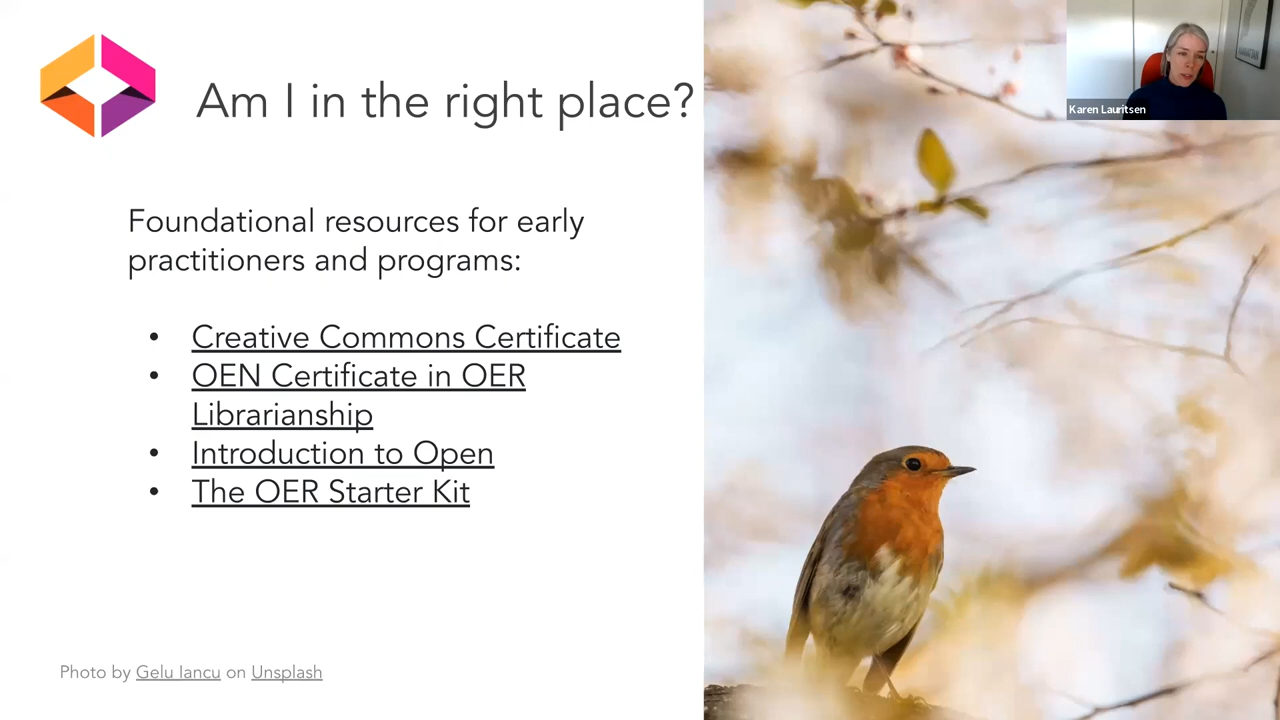 Am I in the right place?
Karen Lauritsen
Foundational resources for early
practitioners and programs:
• Creative Commons Certificate
• OEN Certificate in OER
Librarianship
• Introduction to Open
• The OER Starter Kit
Photo by Gelu Iancu on Unsplash